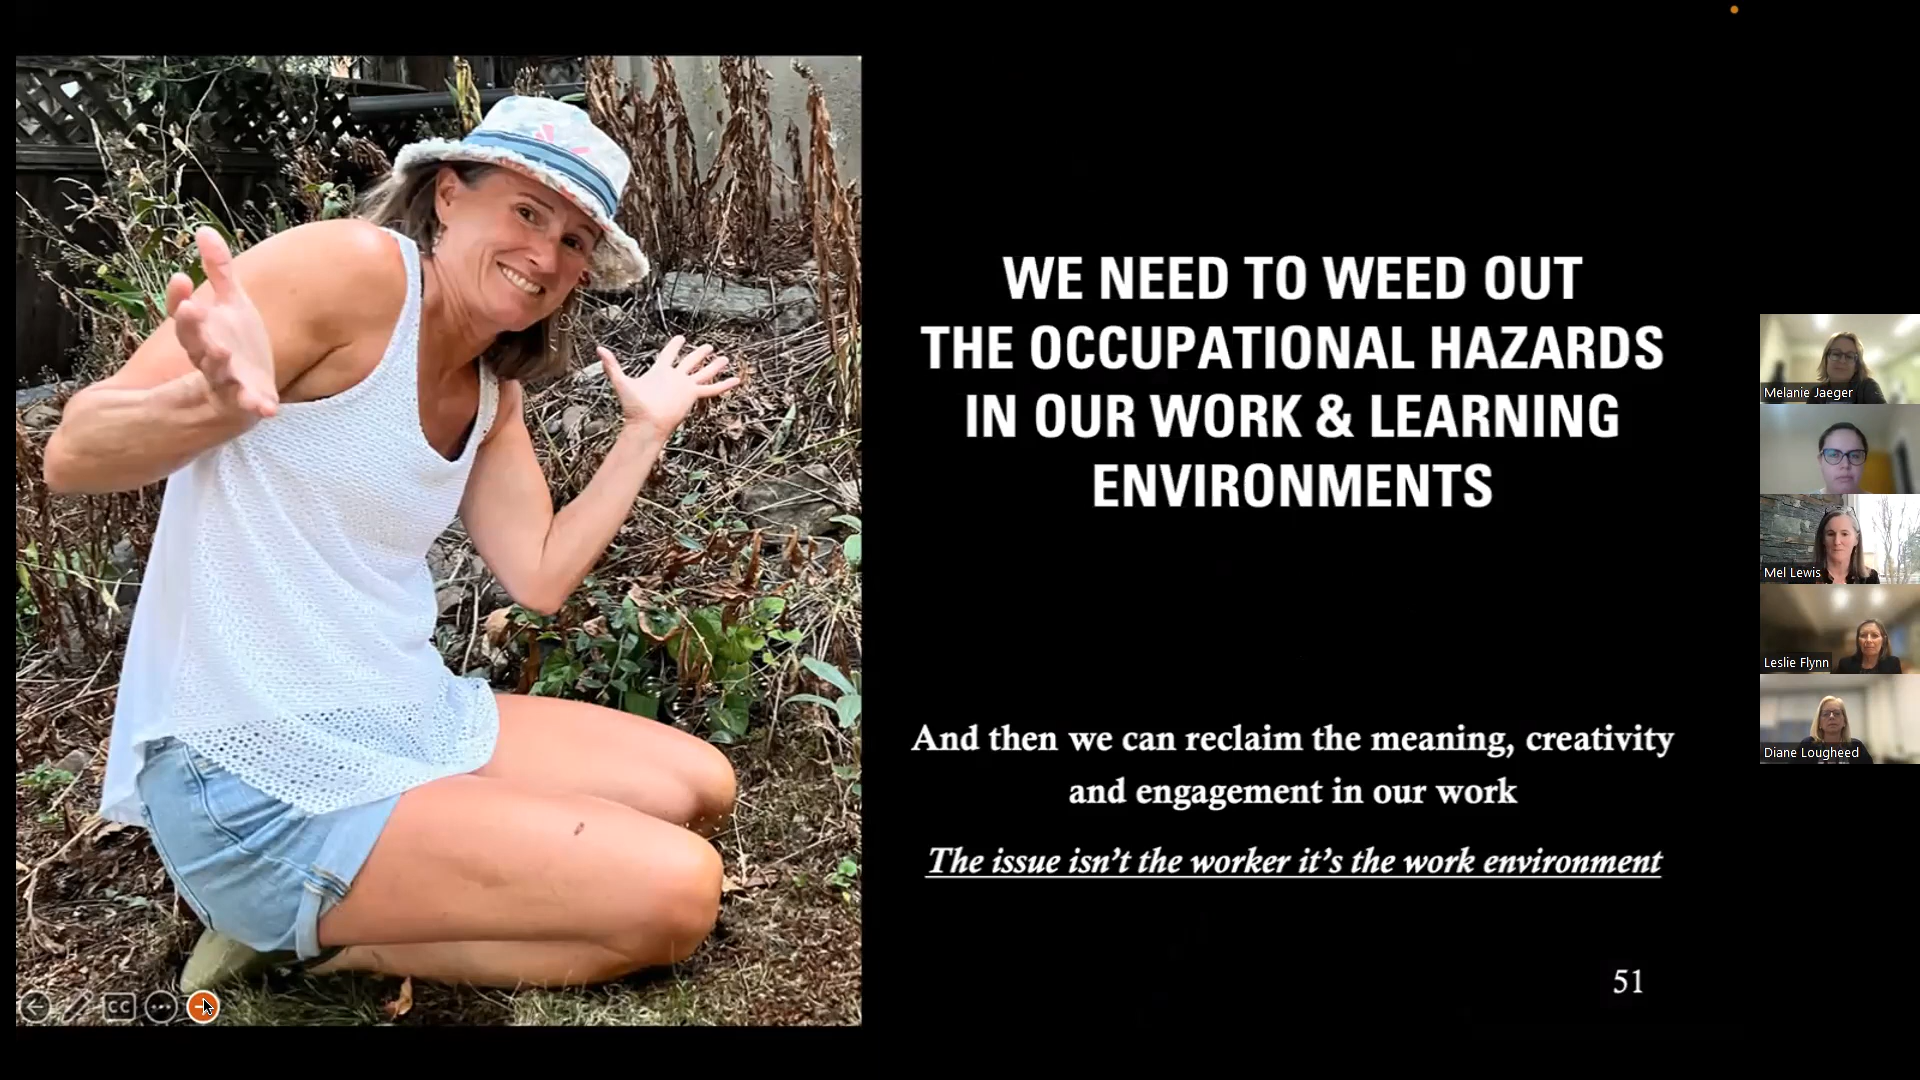 WE NEED TO WEED OUT
THE OCCUPATIONAL HAZARDS
IN OUR WORK & LEARNING
ENVIRONMENTS
And then we can reclaim the meaning, creativity
and engagement in our work
The issue isn't the worker it's the work environment
51
CC
Melanie Jaeger
Mel Lewis
Leslie Flynn
Diane Lougheed